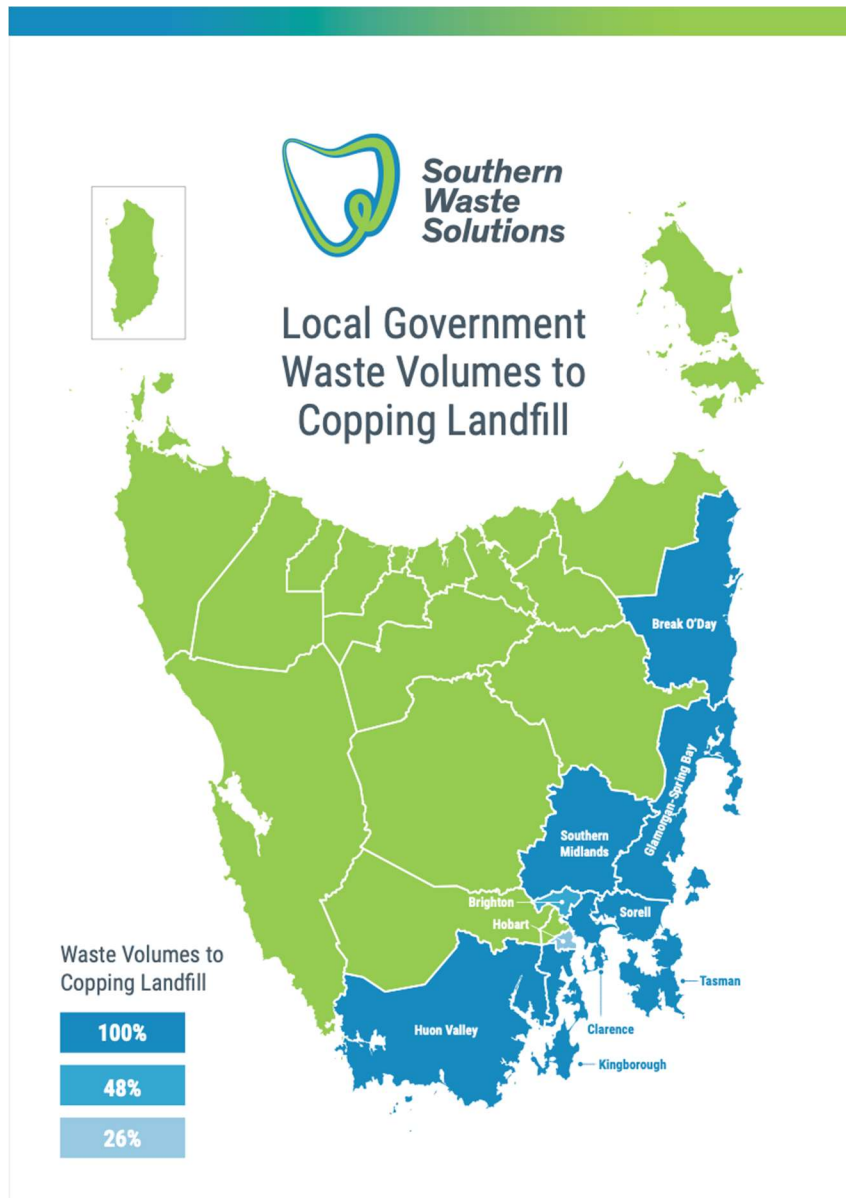 Southern
Waste
Solutions
Local Government
Waste Volumes to
Copping Landfill
Break O'Day
Glamorgan-Spring Bay
Southern
Midlands
Brighton
Sorell
Hobart
Waste Volumes to
Copping Landfill
Tasman
100%
Huon Valley
Clarence
Kingborough
48%
26%